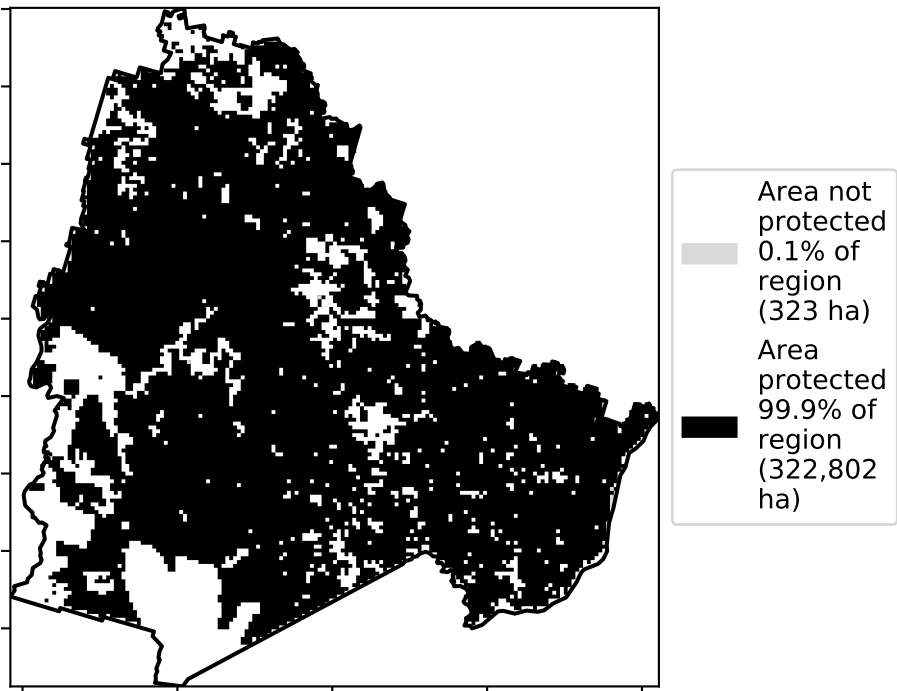 Area not
protected
0.1% of
region
(323 ha)
Area
protected
99.9% of
region
(322,802
ha)